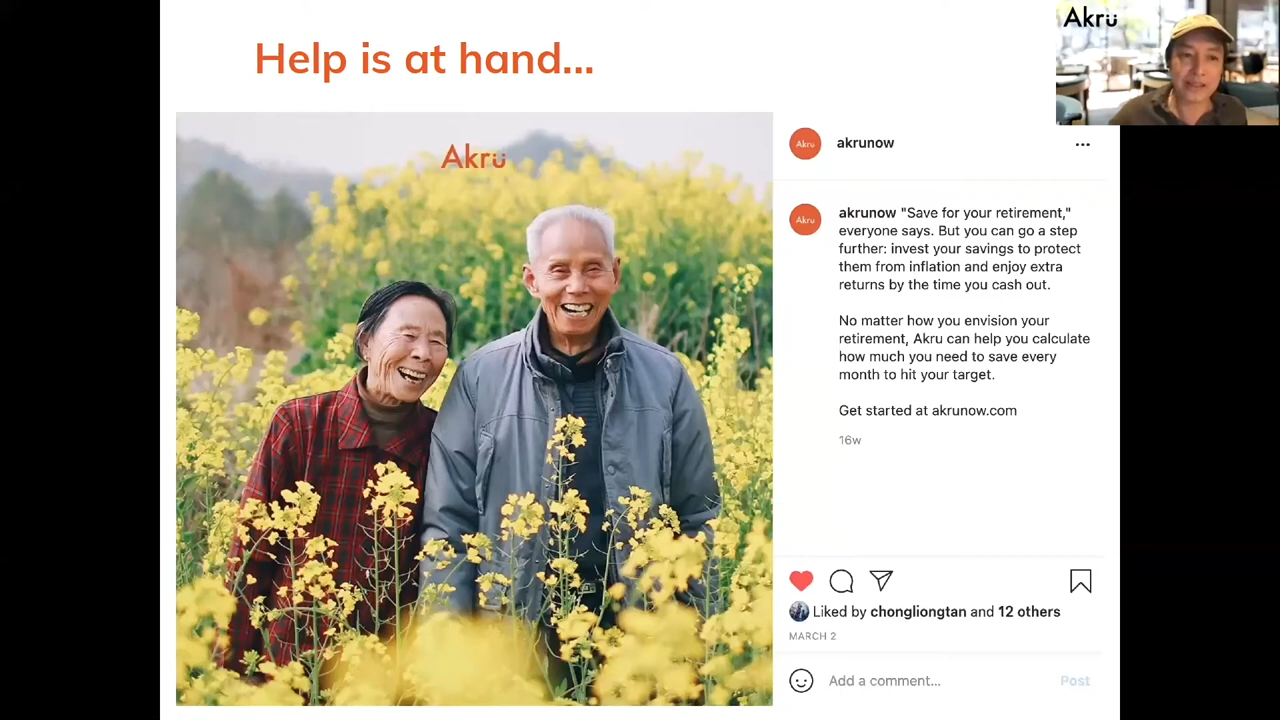 Help is at hand...
Akru
Akru
Akru
akrunow
Akru
akrunow "Save for your retirement,"
everyone says. But you can go a step
further: invest your savings to protect
them from inflation and enjoy extra
returns by the time you cash out.
No matter how you envision your
retirement, Akru can help you calculate
how much you need to save every
month to hit your target.
Get started at akrunow.com
16w
Liked by chongliongtan and 12 others
MARCH 2
Add a comment...
Post